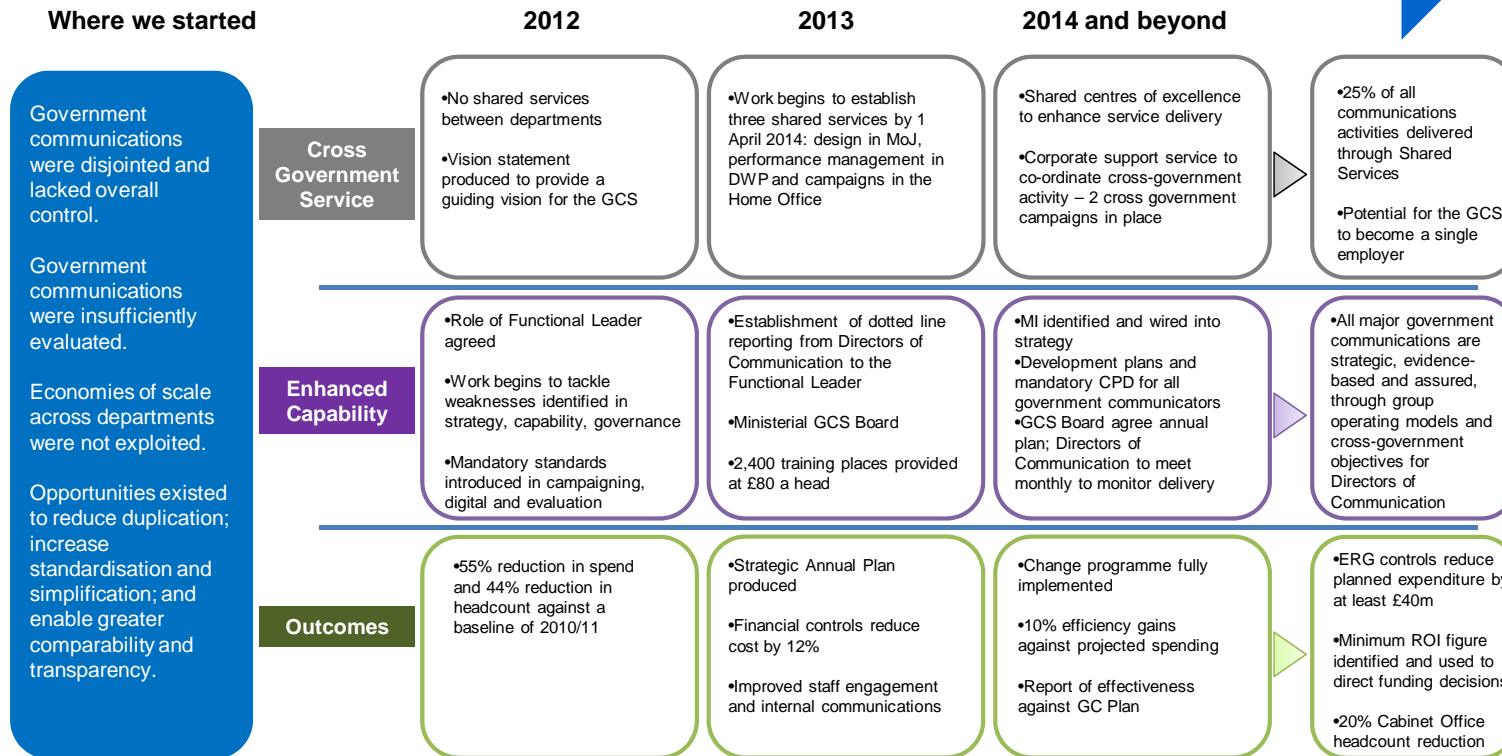 Where we started
2012
2013
2014 and beyond
Government
communications
were disjointed and
lacked overall
control.
Government
communications
were insufficiently
evaluated.
Economies of scale
across departments
were not exploited.
Opportunities existed
to reduce duplication;
increase
standardisation and
simplification; and
enable greater
comparability and
transparency.
Cross
Government
Service
•No shared services
between departments
•Vision statement
produced to provide a
guiding vision for the GCS
•Work begins to establish
three shared services by 1
April 2014: design in MoJ,
performance management in
DWP and campaigns in the
Home Office
•Shared centres of excellence
to enhance service delivery
•Corporate support service to
co-ordinate cross-government
activity – 2 cross government
campaigns in place
•25% of all
communications
activities delivered
through Shared
Services
•Potential for the GCS
to become a single
employer
Enhanced
Capability
•Role of Functional Leader
agreed
•Work begins to tackle
weaknesses identified in
strategy, capability, governance
•Mandatory standards
introduced in campaigning,
digital and evaluation
•Establishment of dotted line
reporting from Directors of
Communication to the
Functional Leader
•Ministerial GCS Board
•2,400 training places provided
at £80 a head
•MI identified and wired into
strategy
•Development plans and
mandatory CPD for all
government communicators
•GCS Board agree annual
plan; Directors of
Communication to meet
monthly to monitor delivery
•All major government
communications are
strategic, evidence-
based and assured,
through group
operating models and
cross-government
objectives for
Directors of
Communication
Outcomes
•55% reduction in spend
and 44% reduction in
headcount against a
baseline of 2010/11
•Strategic Annual Plan
produced
•Financial controls reduce
cost by 12%
•Improved staff engagement
and internal communications
•Change programme fully
implemented
•10% efficiency gains
against projected spending
•Report of effectiveness
against GC Plan
•ERG controls reduce
planned expenditure by
at least £40m
•Minimum ROI figure
identified and used to
direct funding decisions
•20% Cabinet Office
headcount reduction